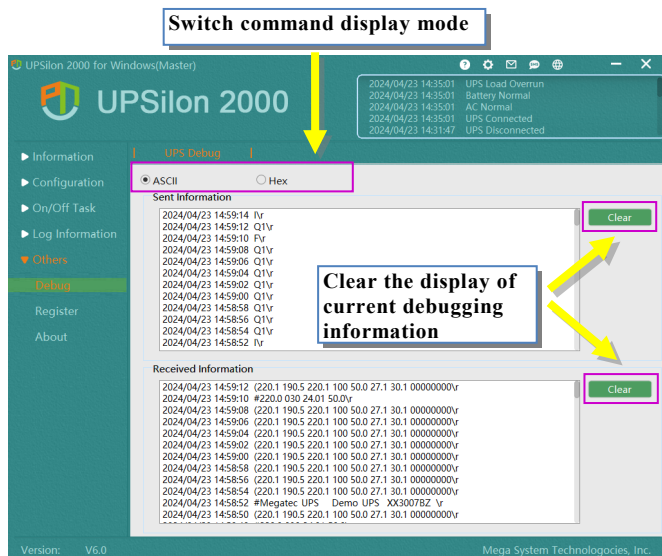 Switch command display mode
UPSilon 2000 for Windows(Master)
UPSilon 2000
2024/04/23 14:35:01 UPS Load Overrun
2024/04/23 14:35:01 Battery Normal
2024/04/23 14:35:01 AC Normal
2024/04/23 14:35:01 UPS Connected
2024/04/23 14:31:47 UPS Disconnected
Information
Configuration
On/Off Task
Log Information
Others
Debug
Register
About
UPS Debug
ASCII Hex
Sent Information
2024/04/23 14:59:14 I\r
2024/04/23 14:59:12 Q1\r
2024/04/23 14:59:10 F\r
2024/04/23 14:59:08 Q1\r
2024/04/23 14:59:06 Q1\r
2024/04/23 14:59:04 Q1\r
2024/04/23 14:59:02 Q1\r
2024/04/23 14:59:00 Q1\r
2024/04/23 14:58:58 Q1\r
2024/04/23 14:58:56 Q1\r
2024/04/23 14:58:54 Q1\r
2024/04/23 14:58:52 I\r
Clear
Clear the display of
current debugging
information
Received Information
2024/04/23 14:59:12 (220.1 190.5 220.1 100 50.0 27.1 30.1 00000000\r
2024/04/23 14:59:10 #220.0 030 24.01 50.0\r
2024/04/23 14:59:08 (220.1 190.5 220.1 100 50.0 27.1 30.1 00000000\r
2024/04/23 14:59:06 (220.1 190.5 220.1 100 50.0 27.1 30.1 00000000\r
2024/04/23 14:59:04 (220.1 190.5 220.1 100 50.0 27.1 30.1 00000000\r
2024/04/23 14:59:02 (220.1 190.5 220.1 100 50.0 27.1 30.1 00000000\r
2024/04/23 14:59:00 (220.1 190.5 220.1 100 50.0 27.1 30.1 00000000\r
2024/04/23 14:58:58 (220.1 190.5 220.1 100 50.0 27.1 30.1 00000000\r
2024/04/23 14:58:56 (220.1 190.5 220.1 100 50.0 27.1 30.1 00000000\r
2024/04/23 14:58:54 (220.1 190.5 220.1 100 50.0 27.1 30.1 00000000\r
2024/04/23 14:58:52 #Megatec UPS Demo UPS XX3007BZ \r
2024/04/23 14:58:50 (220.1 190.5 220.1 100 50.0 27.1 30.1 00000000\r
Clear
Version: V6.0
Mega System Technologocies, Inc.